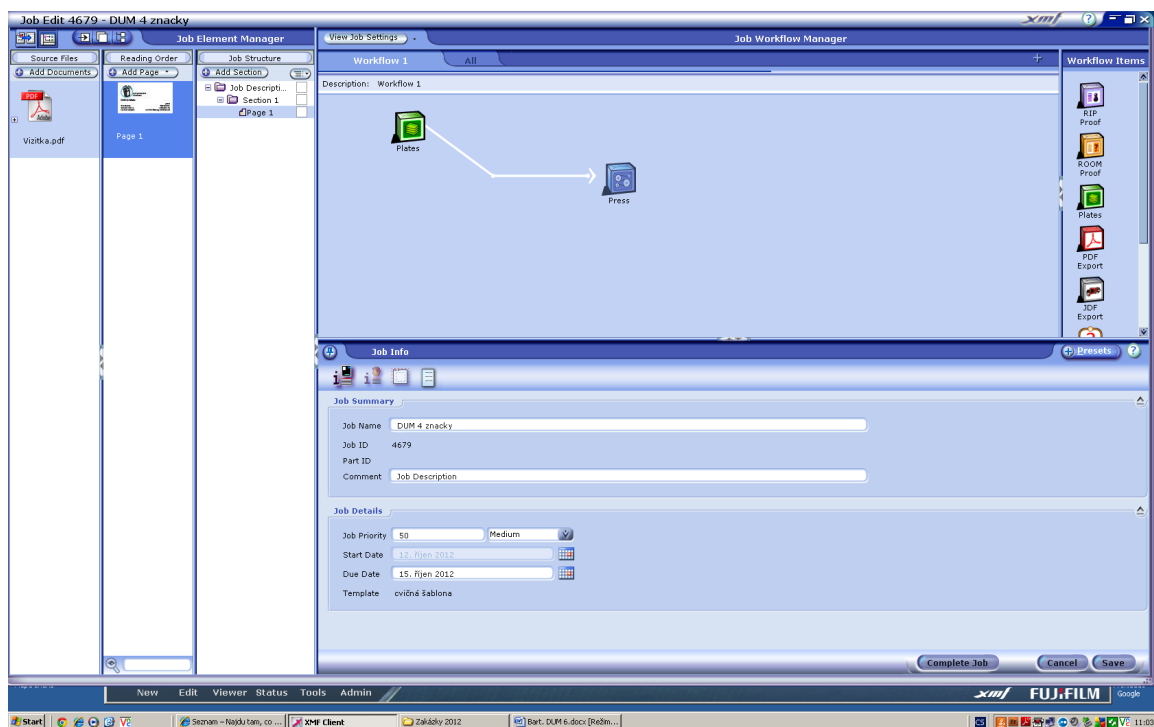 Job Edit 4679 - DUM 4 znacky
xmf
Job Element Manager
View Job Settings
Job Workflow Manager
Source Files
Reading Order
Job Structure
Workflow 1
All
Workflow Items
Add Documents
Add Page
Add Section
Description: Workflow 1
Job Descripti...
Section 1
Page 1
PDF
Adobe
Vizitka.pdf
Page 1
Plates
Press
RIP
Proof
ROOM
Proof
Plates
PDF
Export
JDF
Export
Job Info
Presets
Job Summary
Job Name DUM 4 znacky
Job ID 4679
Part ID
Comment Job Description
Job Details
Job Priority 50 Medium
Start Date 12. říjen 2012
Due Date 15. říjen 2012
Template cvičná šablona
Complete Job
Cancel
Save
New Edit Viewer Status Tools Admin
xmf FUJIFILM
Google
Start
Seznam – Najdu tam, co ...
XMF Client
Zakázky 2012
Bart. DUM 6.docx [Režim...
CS
11:03